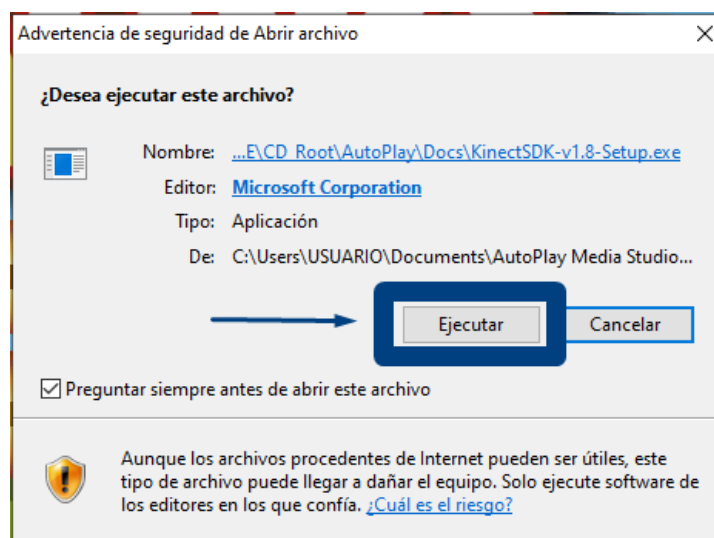 Advertencia de seguridad de Abrir archivo
¿Desea ejecutar este archivo?
Nombre: ...E\CD_Root\AutoPlay\Docs\KinectSDK-v1.8-Setup.exe
Editor: Microsoft Corporation
Tipo: Aplicación
De: C:\Users\USUARIO\Documents\AutoPlay Media Studio...
Ejecutar Cancelar
Preguntar siempre antes de abrir este archivo
Aunque los archivos procedentes de Internet pueden ser útiles, este
tipo de archivo puede llegar a dañar el equipo. Solo ejecute software de
los editores en los que confía. ¿Cuál es el riesgo?